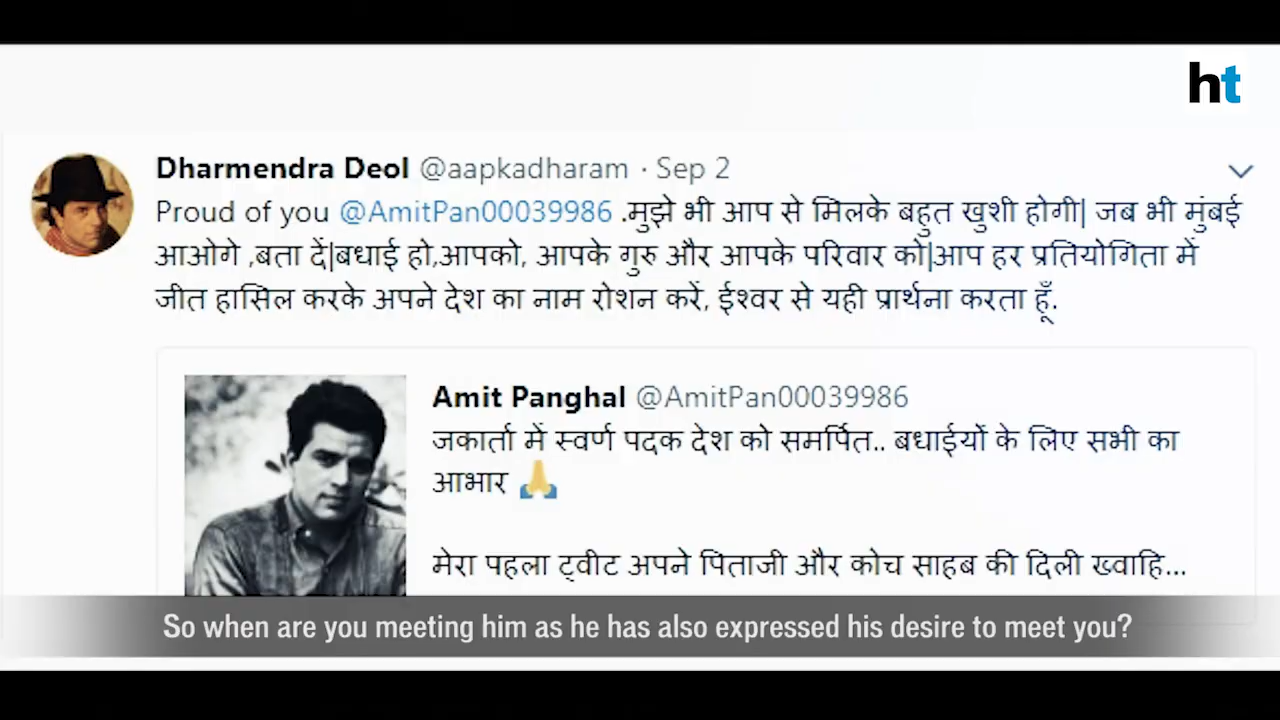 ht
Dharmendra Deol @aapkadharam · Sep 2
Proud of you @AmitPan00039986 .मुझे भी आप से मिलके बहुत खुशी होगी| जब भी मुंबई
आओगे ,बता दें|बधाई हो,आपको, आपके गुरु और आपके परिवार को|आप हर प्रतियोगिता में
जीत हासिल करके अपने देश का नाम रोशन करें, ईश्वर से यही प्रार्थना करता हूँ.
Amit Panghal @AmitPan00039986
जकार्ता में स्वर्ण पदक देश को समर्पित.. बधाईयों के लिए सभी का
आभार 🙏
मेरा पहला ट्वीट अपने पिताजी और कोच साहब की दिली ख्वाहि...
So when are you meeting him as he has also expressed his desire to meet you?